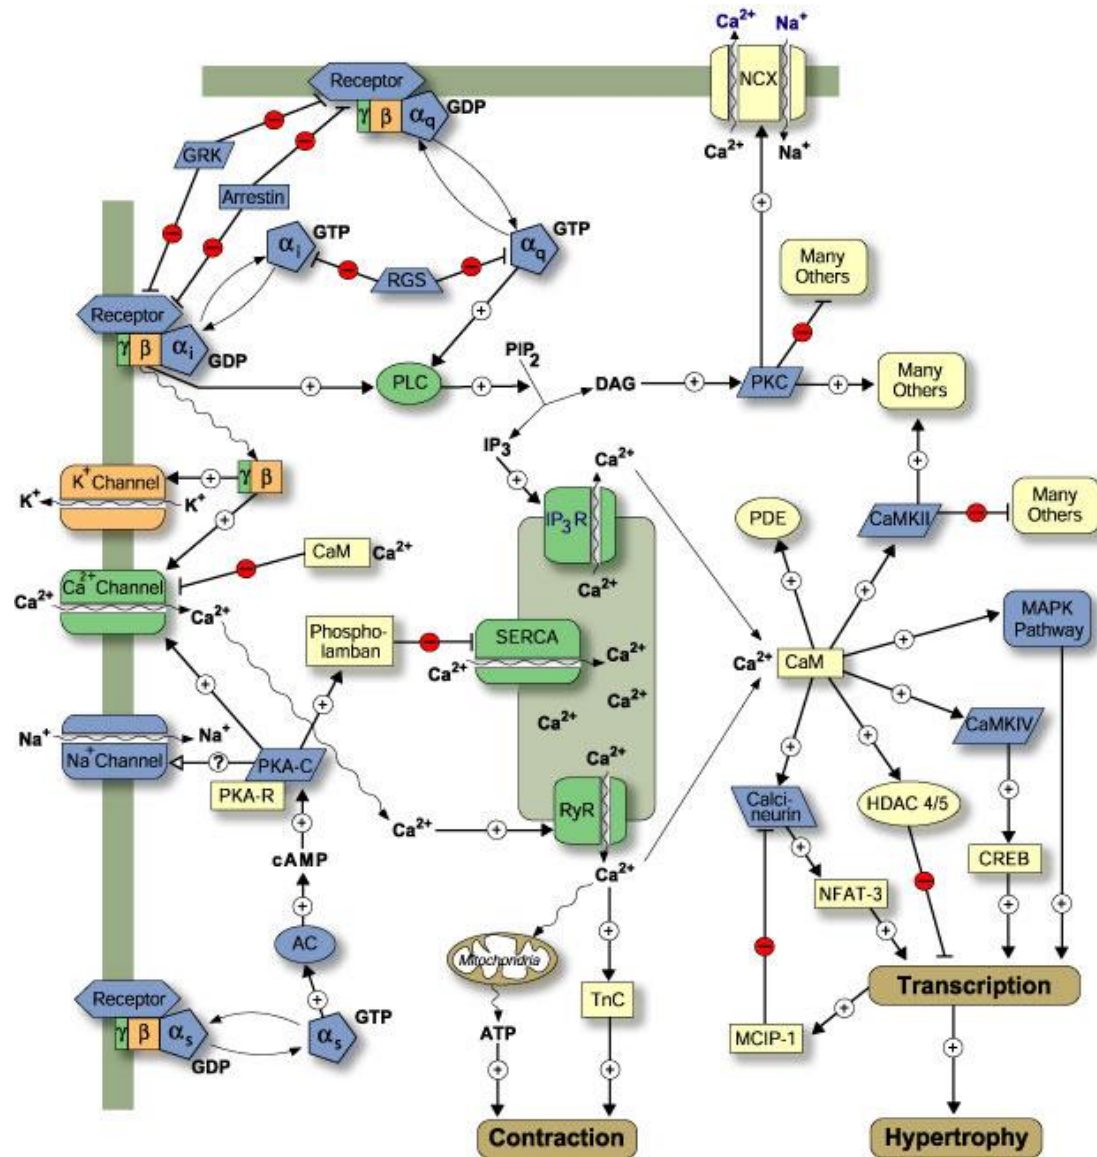 Ca2+ Na+
NCX
Ca2+ Na+
Receptor
γ β αq GDP
GRK
Arrestin
αi GTP
RGS
αq GTP
Many
Others
Receptor
γ β αi GDP
PLC
PIP2
DAG
PKC
Many
Others
IP3
Ca2+
K+ Channel
K+ K+
γ β
IP3R
Ca2+
PDE
CaMKII
Many
Others
CaM Ca2+
Ca2+ Channel
Ca2+ Ca2+
Phospho-
lamban
SERCA
Ca2+ Ca2+
Ca2+
Ca2+
Ca2+ CaM
MAPK
Pathway
CaMKIV
Na+ Na+
Na+ Channel
?
PKA-C
PKA-R
Ca2+
RyR
Ca2+
Ca2+
Calci-
neurin
HDAC 4/5
CREB
NFAT-3
cAMP
AC
Mitochondria
TnC
ATP
Transcription
MCIP-1
Receptor
γ β αs GDP
αs GTP
Contraction
Hypertrophy